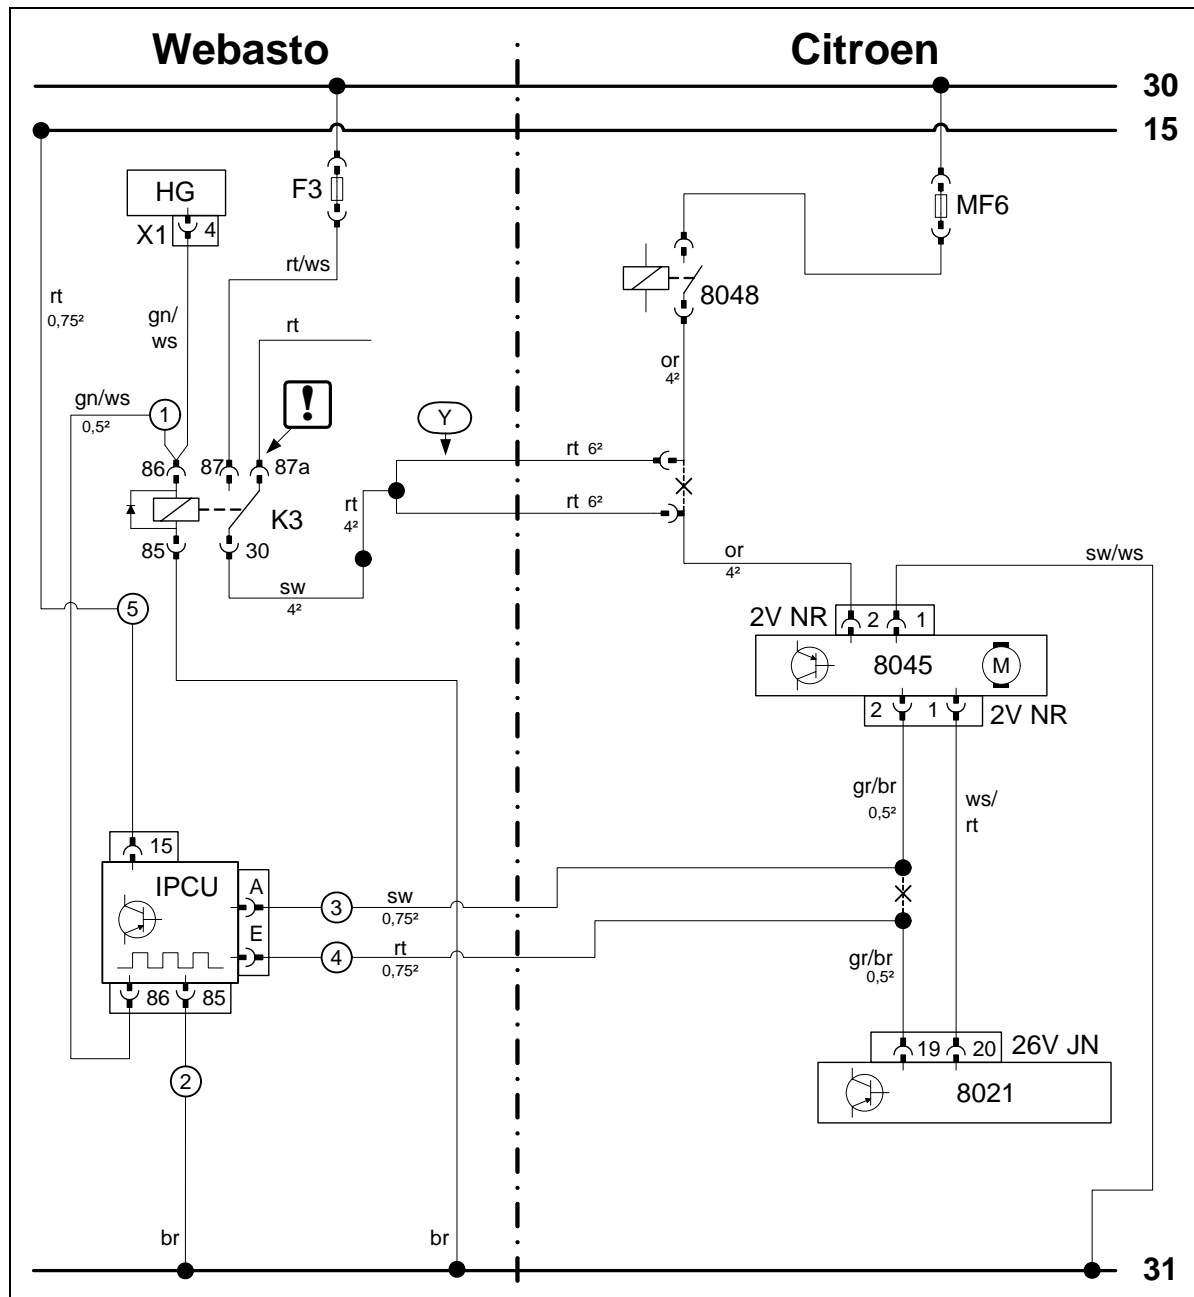 Webasto
Citroen
30
15
HG
X1
4
F3
MF6
rt/ws
8048
rt
0,75²
gn/
ws
rt
or
4²
gn/ws
0,5²
1
!
Y
86
87
87a
rt 6²
K3
rt
4²
rt 6²
85
30
sw
4²
or
4²
sw/ws
5
2V NR
2
1
8045
M
2
1
2V NR
gr/br
0,5²
ws/
rt
15
IPCU
A
3
sw
0,75²
E
4
rt
0,75²
gr/br
0,5²
86
85
19
20
26V JN
2
8021
br
br
31